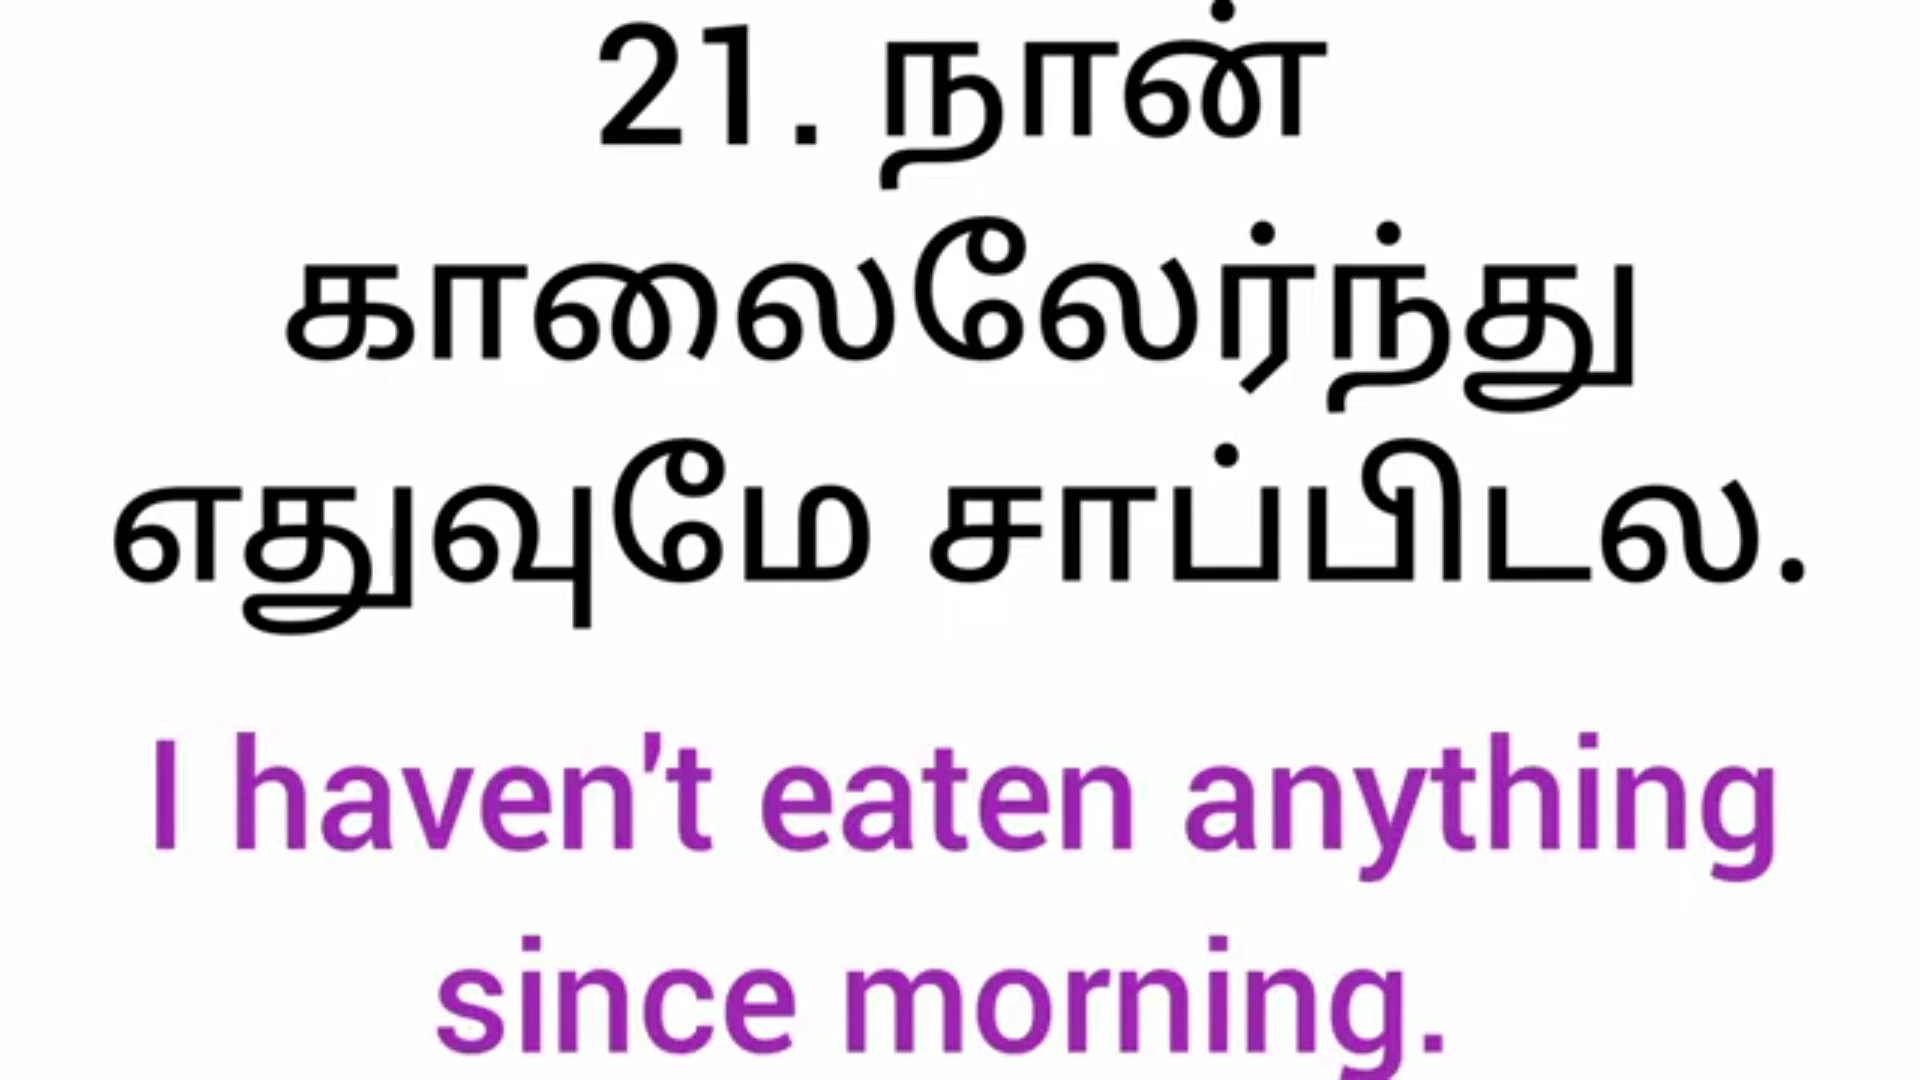 21. நான்
காலைலேர்ந்து
எதுவுமே சாப்பிடல.
I haven't eaten anything
since morning.